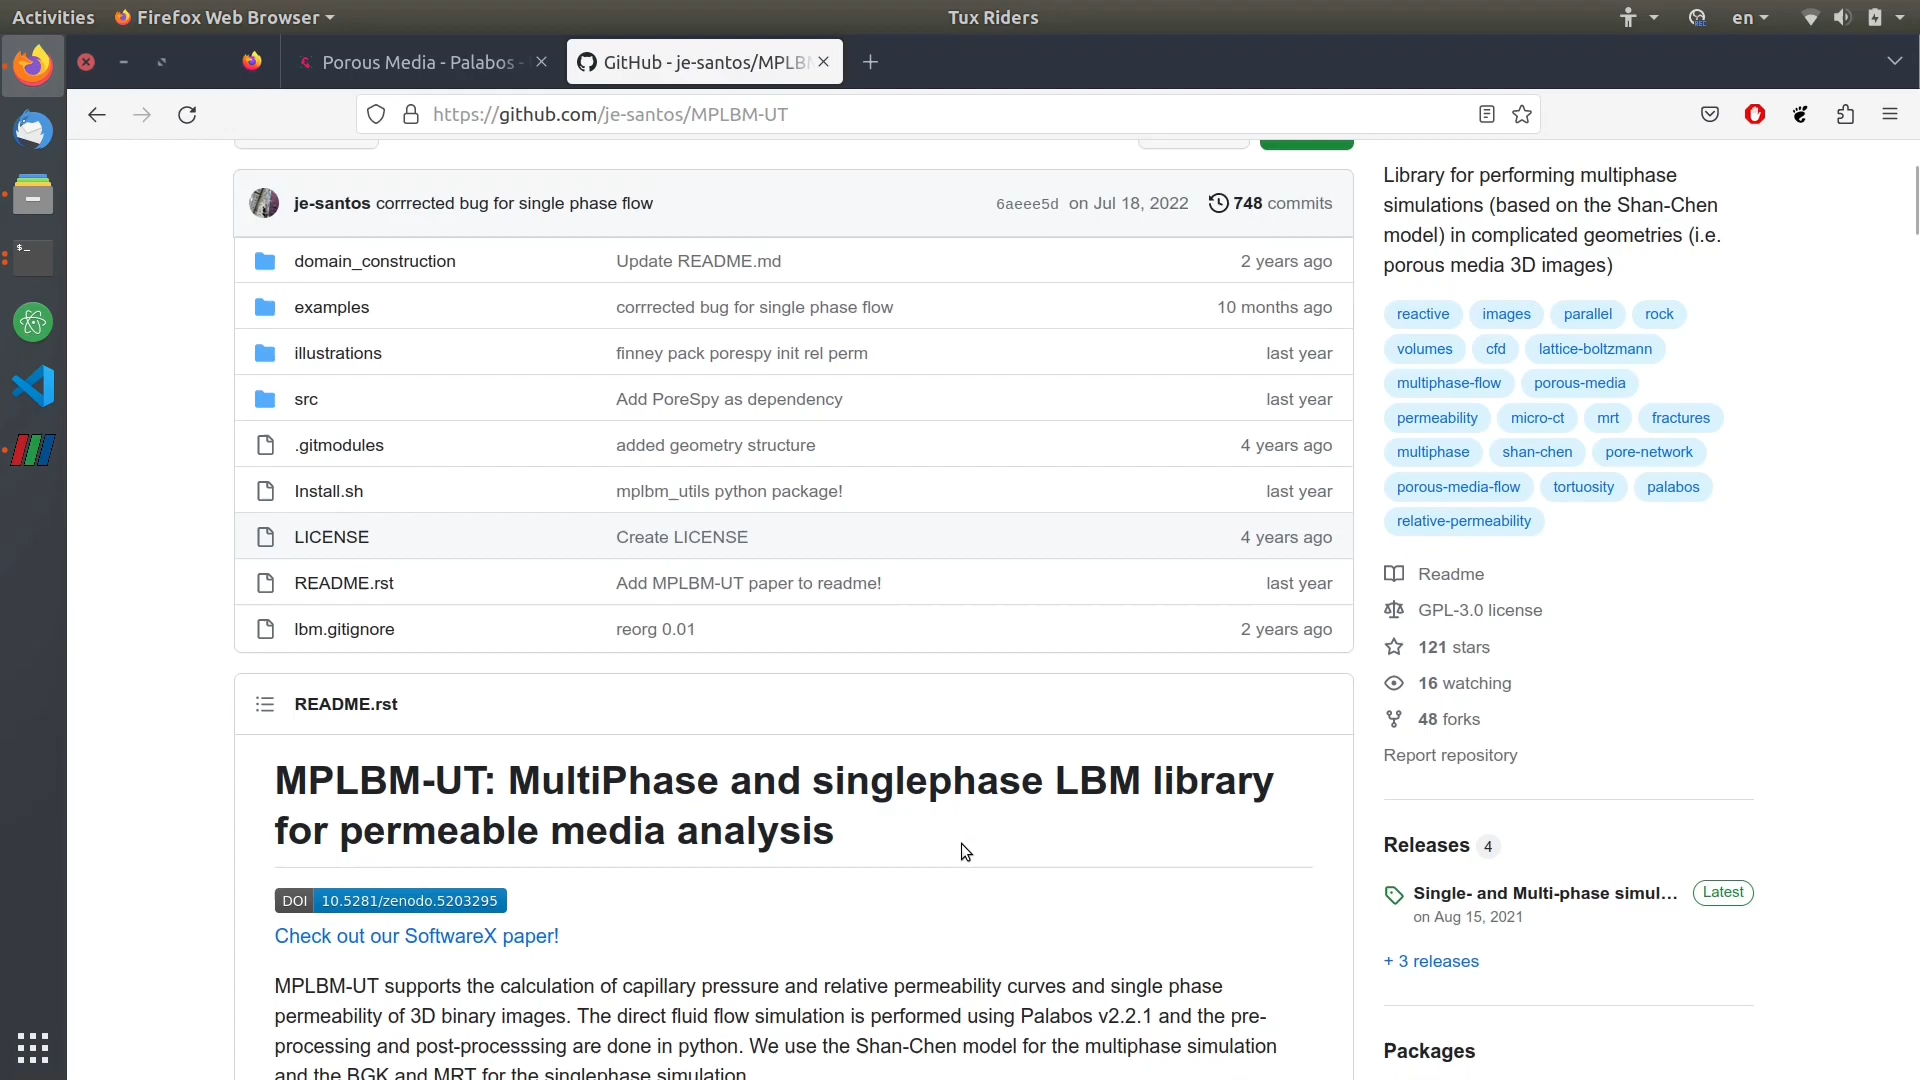 Activities Firefox Web Browser Tux Riders en
Porous Media - Palabos - GitHub - je-santos/MPLB
https://github.com/je-santos/MPLBM-UT
je-santos corrrected bug for single phase flow 6aeee5d on Jul 18, 2022 748 commits
domain_construction Update README.md 2 years ago
examples corrrected bug for single phase flow 10 months ago
illustrations finney pack porespy init rel perm last year
src Add PoreSpy as dependency last year
.gitmodules added geometry structure 4 years ago
Install.sh mplbm_utils python package! last year
LICENSE Create LICENSE 4 years ago
README.rst Add MPLBM-UT paper to readme! last year
lbm.gitignore reorg 0.01 2 years ago
README.rst
MPLBM-UT: MultiPhase and singlephase LBM library
for permeable media analysis
DOI 10.5281/zenodo.5203295
Check out our SoftwareX paper!
MPLBM-UT supports the calculation of capillary pressure and relative permeability curves and single phase
permeability of 3D binary images. The direct fluid flow simulation is performed using Palabos v2.2.1 and the pre-
processing and post-processsing are done in python. We use the Shan-Chen model for the multiphase simulation
and the BGK and MRT for the singlephase simulation
Library for performing multiphase
simulations (based on the Shan-Chen
model) in complicated geometries (i.e.
porous media 3D images)
reactive images parallel rock
volumes cfd lattice-boltzmann
multiphase-flow porous-media
permeability micro-ct mrt fractures
multiphase shan-chen pore-network
porous-media-flow tortuosity palabos
relative-permeability
Readme
GPL-3.0 license
121 stars
16 watching
48 forks
Report repository
Releases 4
Single- and Multi-phase simul... Latest
on Aug 15, 2021
+ 3 releases
Packages